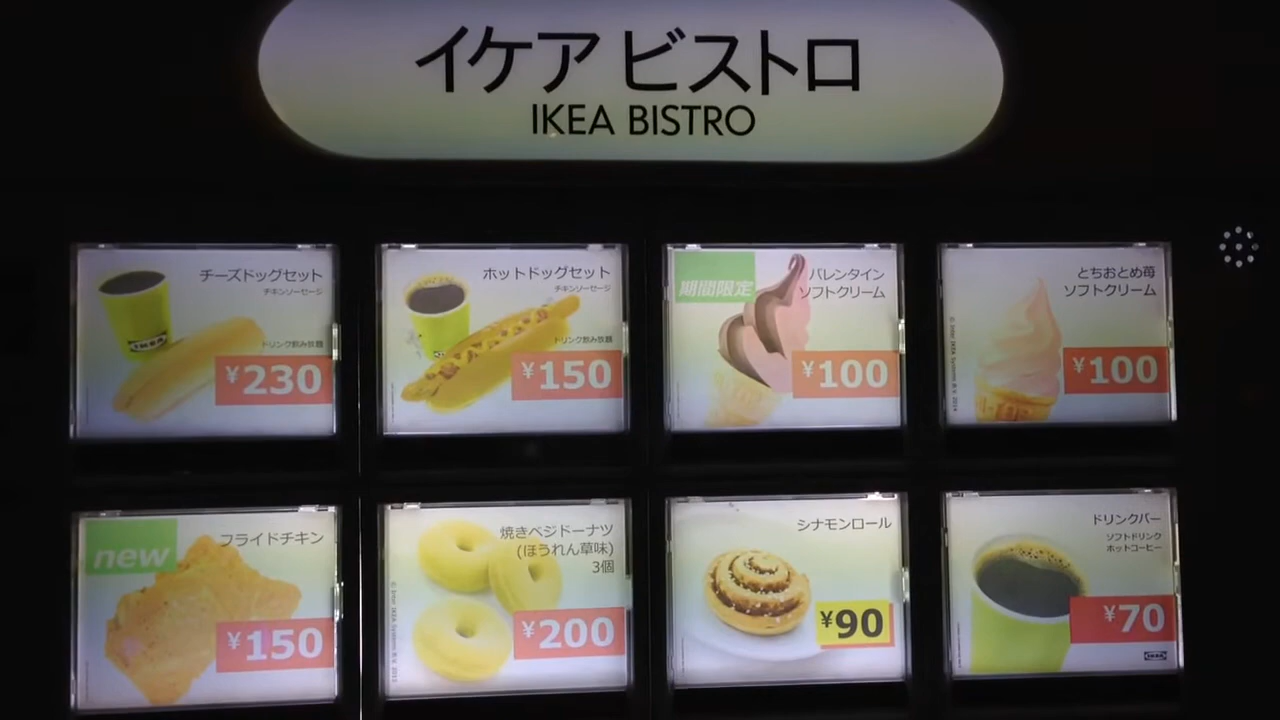 イケア ビストロ
IKEA BISTRO
チーズドッグセット
チキンソーセージ
IKEA
ドリンク飲み放題
¥230
ホットドッグセット
チキンソーセージ
ドリンク飲み放題
¥150
期間限定
バレンタイン
ソフトクリーム
¥100
とちおとめ苺
ソフトクリーム
¥100
new
フライドチキン
¥150
焼きベジドーナツ
(ほうれん草味)
3個
¥200
シナモンロール
¥90
ドリンクバー
ソフトドリンク
ホットコーヒー
¥70
IKEA